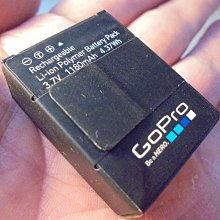 Rechargeable
Li-ion Polymer Battery Pack
3.7V 1180mAh 4.37Wh
GoPro
Be a HERO.